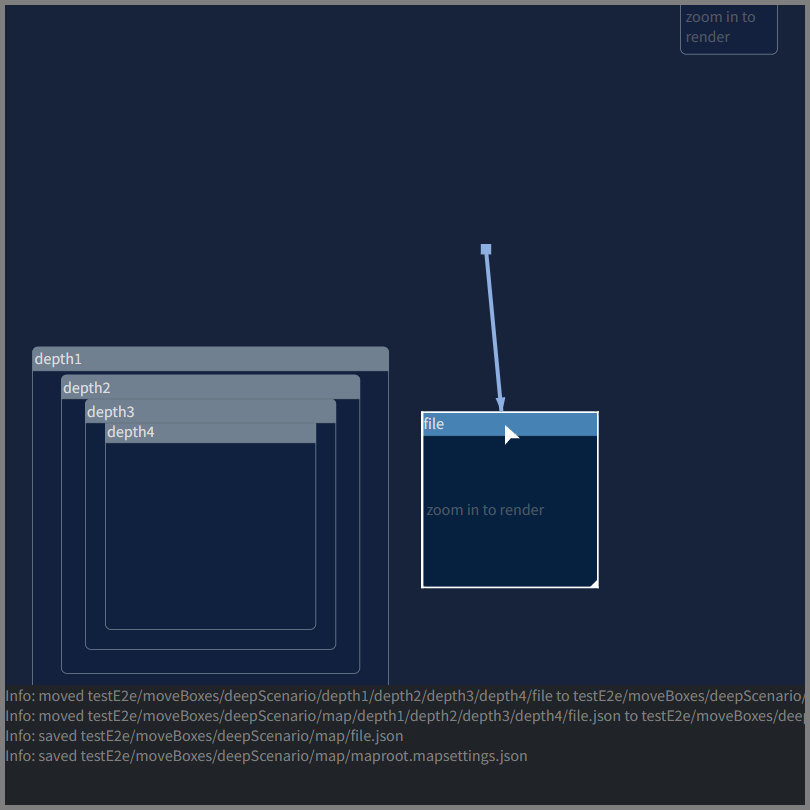 zoom in to
render
depth1
depth2
depth3
depth4
file
zoom in to render
Info: moved testE2e/moveBoxes/deepScenario/depth1/depth2/depth3/depth4/file to testE2e/moveBoxes/deepScenario/
Info: moved testE2e/moveBoxes/deepScenario/map/depth1/depth2/depth3/depth4/file.json to testE2e/moveBoxes/deep
Info: saved testE2e/moveBoxes/deepScenario/map/file.json
Info: saved testE2e/moveBoxes/deepScenario/map/maproot.mapsettings.json